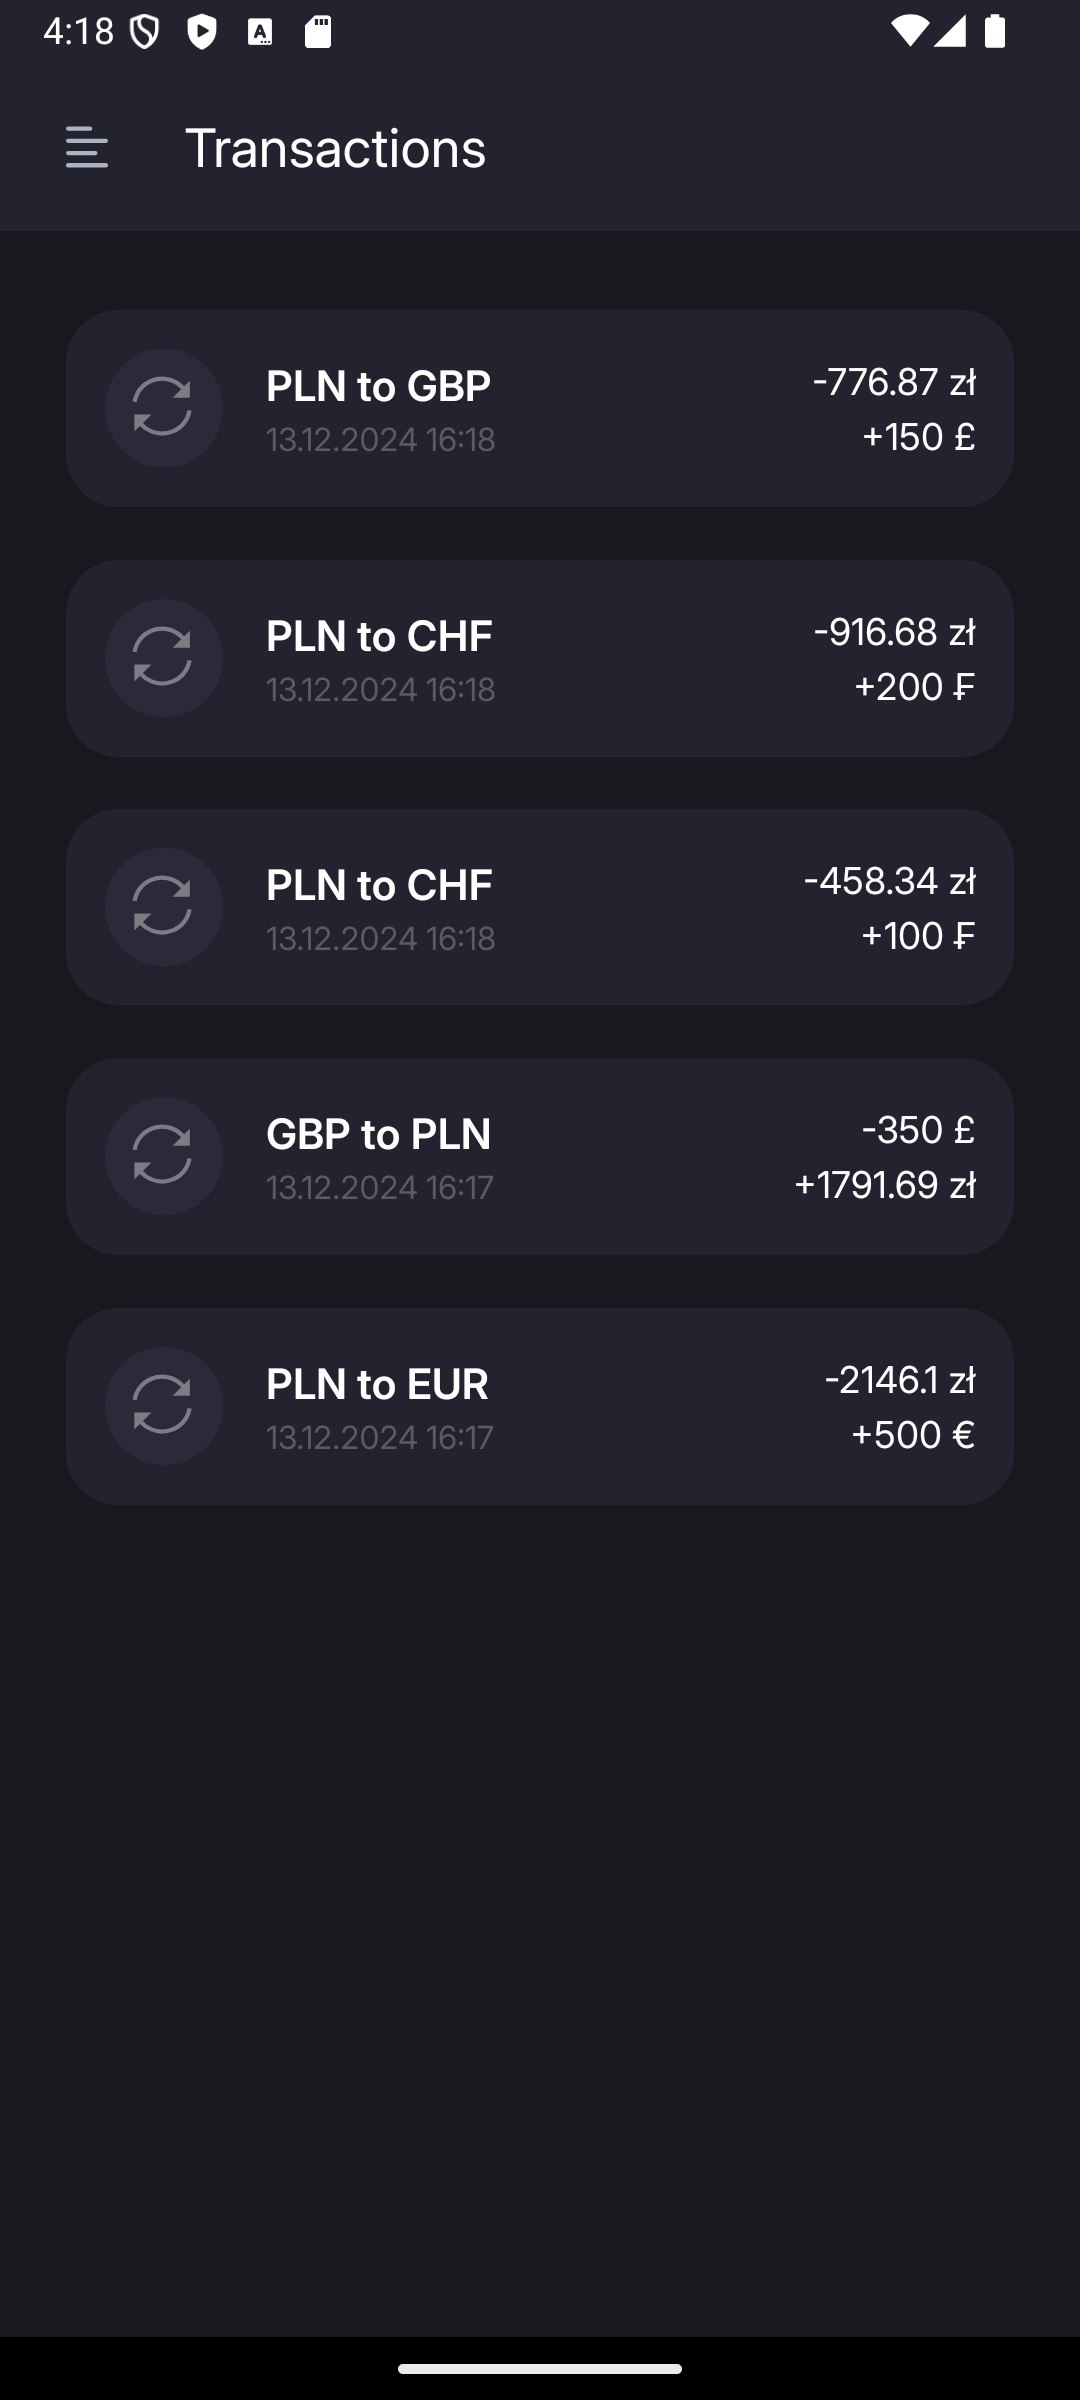 4:18
Transactions
PLN to GBP
-776.87 zł
13.12.2024 16:18
+150 £
PLN to CHF
-916.68 zł
13.12.2024 16:18
+200 ₣
PLN to CHF
-458.34 zł
13.12.2024 16:18
+100 ₣
GBP to PLN
-350 £
13.12.2024 16:17
+1791.69 zł
PLN to EUR
-2146.1 zł
13.12.2024 16:17
+500 €